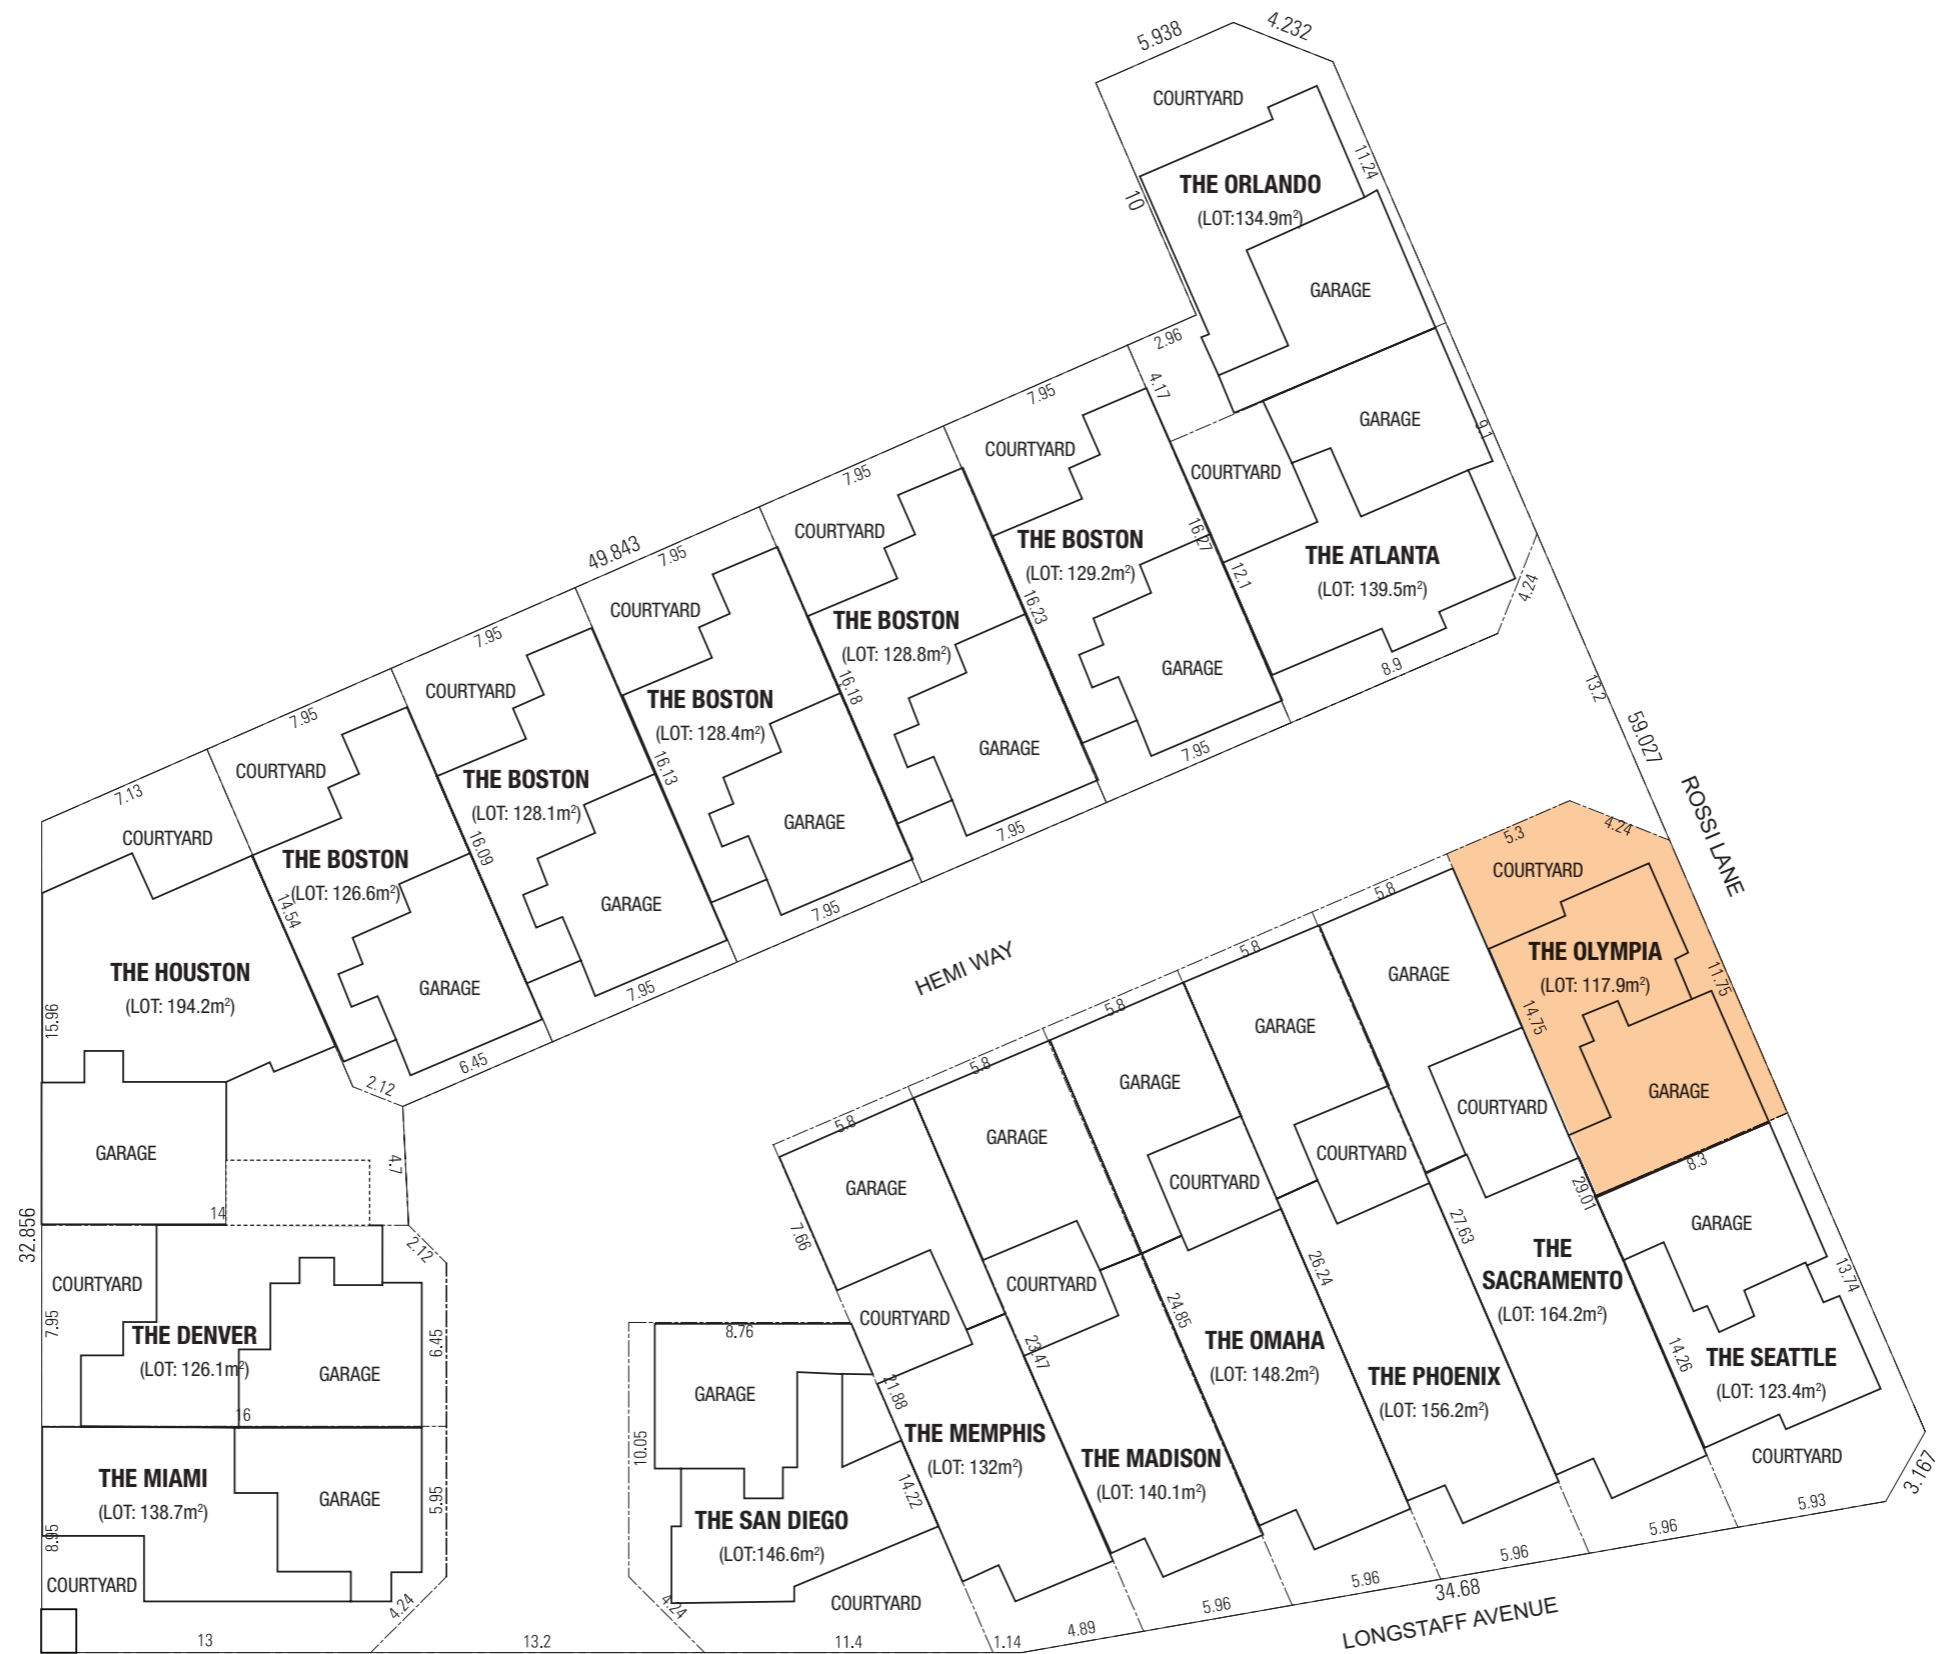 5.938
4.232
COURTYARD
11.24
THE ORLANDO
(LOT:134.9m²)
10
GARAGE
2.96
4.17
7.95
COURTYARD
GARAGE
9.1
COURTYARD
THE BOSTON
(LOT: 129.2m²)
16.27
12.1
THE ATLANTA
(LOT: 139.5m²)
4.24
8.9
GARAGE
7.95
13.2
59.027
ROSSI LANE
7.95
COURTYARD
THE BOSTON
(LOT: 128.8m²)
16.23
GARAGE
7.95
49.843
7.95
COURTYARD
THE BOSTON
(LOT: 128.4m²)
16.18
GARAGE
7.95
7.95
COURTYARD
THE BOSTON
(LOT: 128.1m²)
16.13
GARAGE
7.95
7.95
COURTYARD
THE BOSTON
(LOT: 126.6m²)
16.09
14.54
GARAGE
6.45
7.13
COURTYARD
THE HOUSTON
(LOT: 194.2m²)
15.96
2.12
GARAGE
4.7
14
32.856
2.12
COURTYARD
7.95
THE DENVER
(LOT: 126.1m²)
GARAGE
6.45
16
THE MIAMI
(LOT: 138.7m²)
GARAGE
5.95
8.95
COURTYARD
4.24
13
13.2
HEMI WAY
5.3
4.24
COURTYARD
THE OLYMPIA
(LOT: 117.9m²)
11.75
14.75
GARAGE
8.3
5.8
GARAGE
COURTYARD
29.01
THE
SACRAMENTO
(LOT: 164.2m²)
5.8
GARAGE
COURTYARD
27.63
THE PHOENIX
(LOT: 156.2m²)
5.8
GARAGE
COURTYARD
26.24
THE OMAHA
(LOT: 148.2m²)
5.8
GARAGE
COURTYARD
24.85
THE MADISON
(LOT: 140.1m²)
5.8
GARAGE
7.66
COURTYARD
23.47
21.88
THE MEMPHIS
(LOT: 132m²)
14.22
8.76
GARAGE
10.05
THE SAN DIEGO
(LOT:146.6m²)
COURTYARD
4.24
11.4
1.14
4.89
5.96
5.96
5.96
5.96
5.93
34.68
LONGSTAFF AVENUE
GARAGE
13.74
14.26
THE SEATTLE
(LOT: 123.4m²)
COURTYARD
3.167